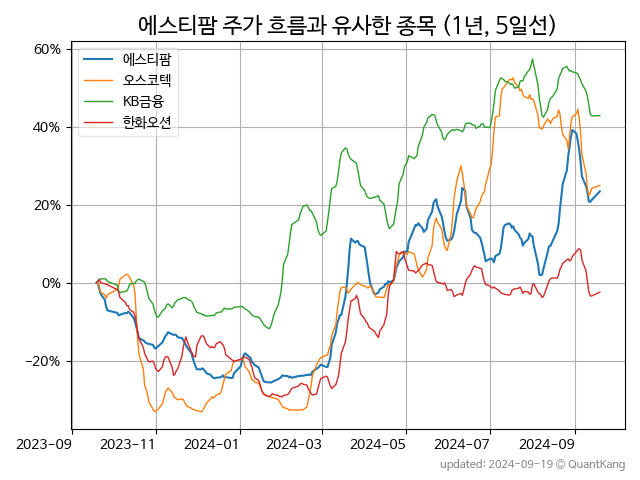 에스티팜 주가 흐름과 유사한 종목 (1년, 5일선)
60%
40%
20%
0%
−20%
에스티팜
오스코텍
KB금융
한화오션
2023-09 2023-11 2024-01 2024-03 2024-05 2024-07 2024-09
updated: 2024-09-19 © QuantKang